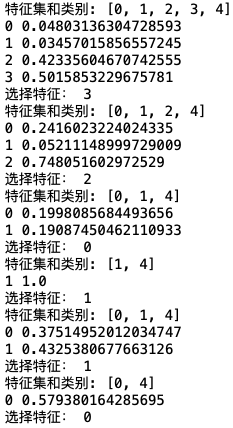 特征集和类别: [0, 1, 2, 3, 4]
0 0.04803136304728593
1 0.03457015856557245
2 0.42335604670742555
3 0.5015853229675781
选择特征： 3
特征集和类别: [0, 1, 2, 4]
0 0.2416023224024335
1 0.05211148999729009
2 0.748051602972529
选择特征： 2
特征集和类别: [0, 1, 4]
0 0.1998085684493656
1 0.19087450462110933
选择特征： 0
特征集和类别: [1, 4]
1 1.0
选择特征： 1
特征集和类别: [0, 1, 4]
0 0.37514952012034747
1 0.4325380677663126
选择特征： 1
特征集和类别: [0, 4]
0 0.579380164285695
选择特征： 0